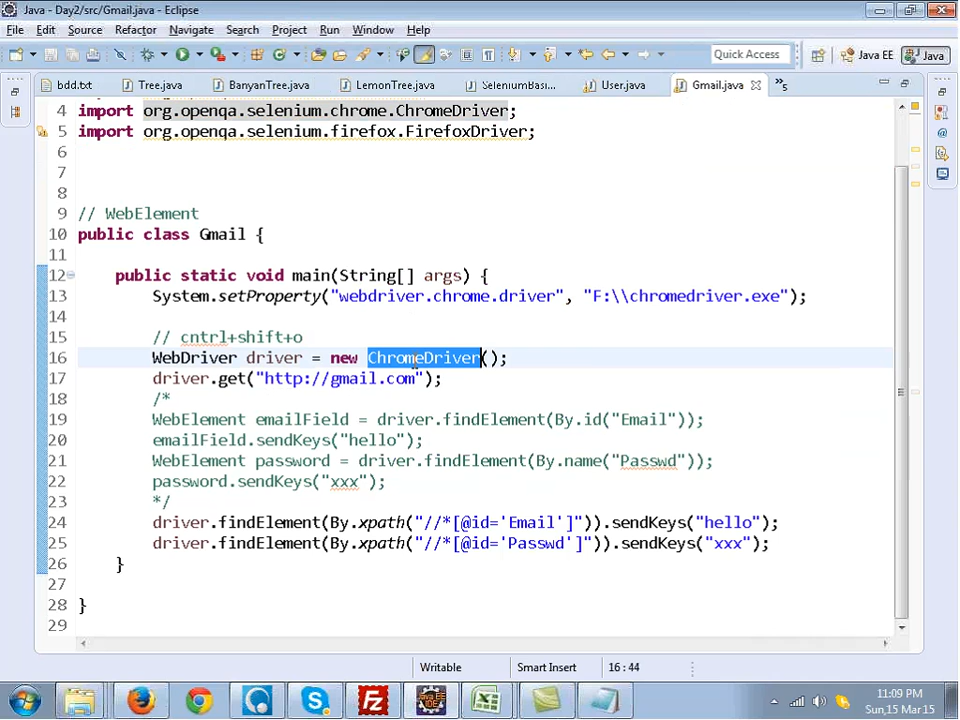 Java - Day2/src/Gmail.java - Eclipse
File Edit Source Refactor Navigate Search Project Run Window Help
Quick Access Java EE Java
bdd.txt Tree.java BanyanTree.java LemonTree.java SeleniumBasi... User.java Gmail.java »5
4 import org.openqa.selenium.chrome.ChromeDriver;
5 import org.openqa.selenium.firefox.FirefoxDriver;
6
7
8
9 // WebElement
10 public class Gmail {
11
12 public static void main(String[] args) {
13 System.setProperty("webdriver.chrome.driver", "F:\\chromedriver.exe");
14
15 // cntrl+shift+o
16 WebDriver driver = new ChromeDriver();
17 driver.get("http://gmail.com");
18 /*
19 WebElement emailField = driver.findElement(By.id("Email"));
20 emailField.sendKeys("hello");
21 WebElement password = driver.findElement(By.name("Passwd"));
22 password.sendKeys("xxx");
23 */
24 driver.findElement(By.xpath("//*[@id='Email']")).sendKeys("hello");
25 driver.findElement(By.xpath("//*[@id='Passwd']")).sendKeys("xxx");
26 }
27
28 }
29
Writable Smart Insert 16 : 44
11:09 PM
Sun,15 Mar 15